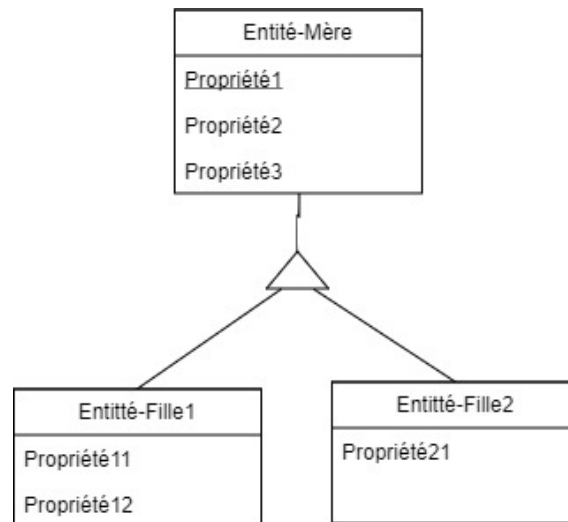 Entité-Mère
Propriété1
Propriété2
Propriété3
Entitté-Fille1
Propriété11
Propriété12
Entitté-Fille2
Propriété21